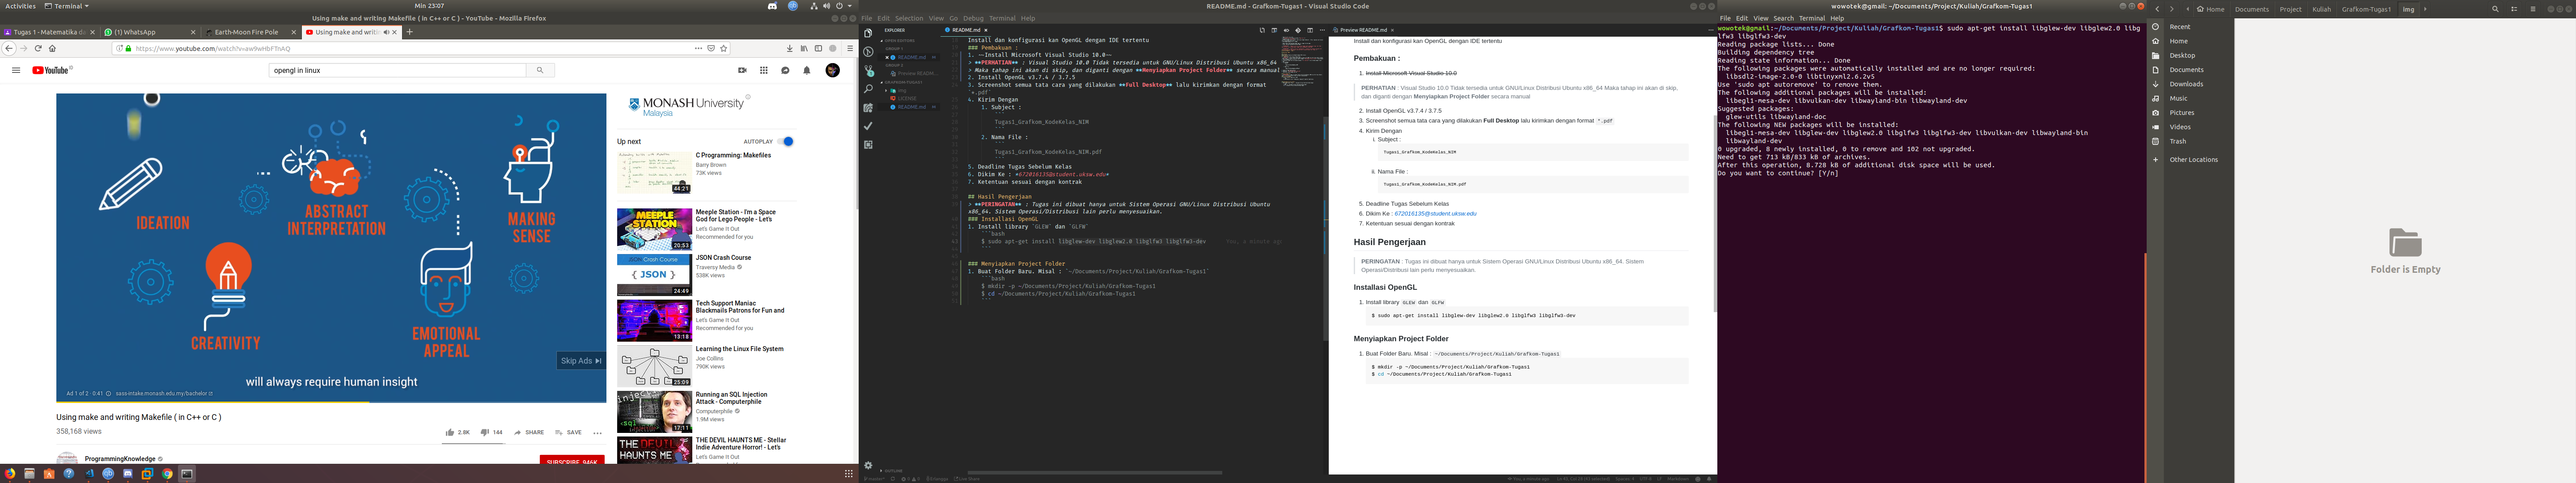 Activities
Terminal
Min 23:07
Using make and writing Makefile ( in C++ or C ) - YouTube - Mozilla Firefox
Tugas 1 - Matematika d
(1) WhatsApp
Earth-Moon Fire Pole
Using make and writin
https://www.youtube.com/watch?v=aw9wHbFTnAQ
YouTube
opengl in linux
IDEATION
ABSTRACT
INTERPRETATION
MAKING
SENSE
CREATIVITY
EMOTIONAL
APPEAL
Skip Ads
will always require human insight
Ad 1 of 2 · 0:41
sass-intake.monash.edu.my/bachelor
Using make and writing Makefile ( in C++ or C )
358,168 views
2.8K
144
SHARE
SAVE
ProgrammingKnowledge
SUBSCRIBE 946K
MONASH University
Malaysia
Up next
AUTOPLAY
C Programming: Makefiles
Barry Brown
73K views
44:21
Meeple Station - I'm a Space
God for Lego People - Let's
Let's Game It Out
Recommended for you
20:53
JSON Crash Course
Traversy Media
538K views
24:49
Tech Support Maniac
Blackmails Patrons for Fun and
Let's Game It Out
Recommended for you
13:18
Learning the Linux File System
Joe Collins
790K views
25:09
Running an SQL Injection
Attack - Computerphile
Computerphile
1.9M views
17:11
THE DEVIL HAUNTS ME - Stellar
Indie Adventure Horror! - Let's
Let's Game It Out
README.md - Grafkom-Tugas1 - Visual Studio Code
File Edit Selection View Go Debug Terminal Help
EXPLORER
OPEN EDITORS
README.md
Preview README....
img
LICENSE
README.md
OUTLINE
README.md
Install dan konfigurasi kan OpenGL dengan IDE tertentu
### Pembakuan :
1. ~~Install Microsoft Visual Studio 10.0~~
> **PERHATIAN** : Visual Studio 10.0 Tidak tersedia untuk GNU/Linux Distribusi Ubuntu x86_64
> Maka tahap ini akan di skip, dan diganti dengan **Menyiapkan Project Folder** secara manual
2. Install OpenGL v3.7.4 / 3.7.5
3. Screenshot semua tata cara yang dilakukan **Full Desktop** lalu kirimkan dengan format
`*.pdf`
4. Kirim Dengan
1. Subject :
```
Tugas1_Grafkom_KodeKelas_NIM
```
2. Nama File :
```
Tugas1_Grafkom_KodeKelas_NIM.pdf
```
5. Deadline Tugas Sebelum Kelas
6. Dikim Ke : *672016135@student.uksw.edu*
7. Ketentuan sesuai dengan kontrak
## Hasil Pengerjaan
> **PERINGATAN** : Tugas ini dibuat hanya untuk Sistem Operasi GNU/Linux Distribusi Ubuntu
x86_64. Sistem Operasi/Distribusi lain perlu menyesuaikan.
### Installasi OpenGL
1. Install library `GLEW` dan `GLFW`
```bash
$ sudo apt-get install libglew-dev libglew2.0 libglfw3 libglfw3-dev
```
### Menyiapkan Project Folder
1. Buat Folder Baru. Misal : `~/Documents/Project/Kuliah/Grafkom-Tugas1`
```bash
$ mkdir -p ~/Documents/Project/Kuliah/Grafkom-Tugas1
$ cd ~/Documents/Project/Kuliah/Grafkom-Tugas1
```
Preview README.md
Install dan konfigurasi kan OpenGL dengan IDE tertentu
Pembakuan :
1. Install Microsoft Visual Studio 10.0
PERHATIAN : Visual Studio 10.0 Tidak tersedia untuk GNU/Linux Distribusi Ubuntu x86_64 Maka tahap ini akan di skip,
dan diganti dengan Menyiapkan Project Folder secara manual
2. Install OpenGL v3.7.4 / 3.7.5
3. Screenshot semua tata cara yang dilakukan Full Desktop lalu kirimkan dengan format *.pdf
4. Kirim Dengan
i. Subject :
Tugas1_Grafkom_KodeKelas_NIM
ii. Nama File :
Tugas1_Grafkom_KodeKelas_NIM.pdf
5. Deadline Tugas Sebelum Kelas
6. Dikim Ke : 672016135@student.uksw.edu
7. Ketentuan sesuai dengan kontrak
Hasil Pengerjaan
PERINGATAN : Tugas ini dibuat hanya untuk Sistem Operasi GNU/Linux Distribusi Ubuntu x86_64. Sistem
Operasi/Distribusi lain perlu menyesuaikan.
Installasi OpenGL
1. Install library GLEW dan GLFW
$ sudo apt-get install libglew-dev libglew2.0 libglfw3 libglfw3-dev
Menyiapkan Project Folder
1. Buat Folder Baru. Misal : ~/Documents/Project/Kuliah/Grafkom-Tugas1
$ mkdir -p ~/Documents/Project/Kuliah/Grafkom-Tugas1
$ cd ~/Documents/Project/Kuliah/Grafkom-Tugas1
wowotek@gmail: ~/Documents/Project/Kuliah/Grafkom-Tugas1
File Edit View Search Terminal Help
wowotek@gmail:~/Documents/Project/Kuliah/Grafkom-Tugas1$ sudo apt-get install libglew-dev libglew2.0 libg
lfw3 libglfw3-dev
Reading package lists... Done
Building dependency tree
Reading state information... Done
The following packages were automatically installed and are no longer required:
libsdl2-image-2.0-0 libtinyxml2.6.2v5
Use 'sudo apt autoremove' to remove them.
The following additional packages will be installed:
libegl1-mesa-dev libvulkan-dev libwayland-bin libwayland-dev
Suggested packages:
glew-utils libwayland-doc
The following NEW packages will be installed:
libegl1-mesa-dev libglew-dev libglew2.0 libglfw3 libglfw3-dev libvulkan-dev libwayland-bin
libwayland-dev
0 upgraded, 8 newly installed, 0 to remove and 102 not upgraded.
Need to get 713 kB/833 kB of archives.
After this operation, 8.728 kB of additional disk space will be used.
Do you want to continue? [Y/n]
Home
Documents
Project
Kuliah
Grafkom-Tugas1
img
Recent
Home
Desktop
Documents
Downloads
Music
Pictures
Videos
Trash
Other Locations
Folder is Empty